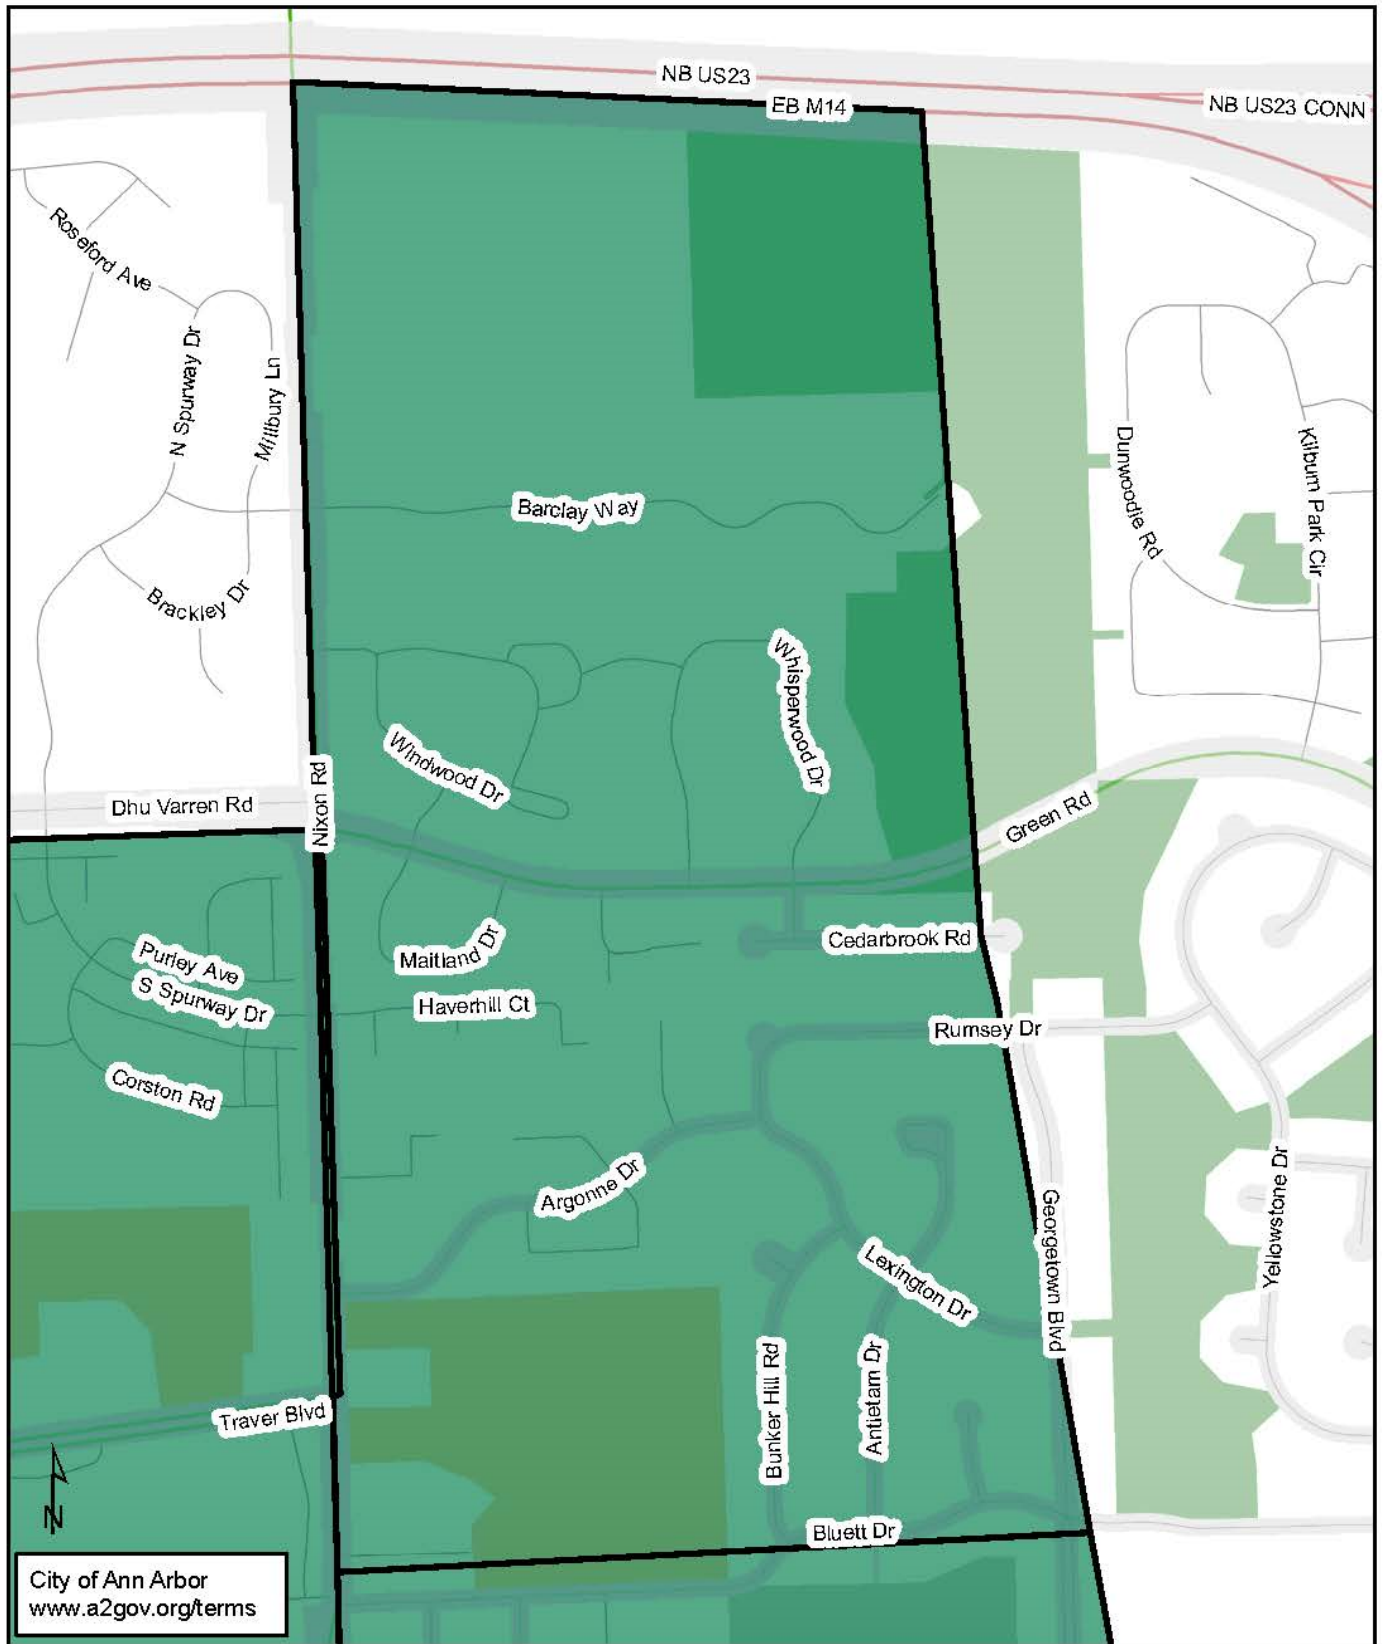 NB US23
EB M14
NB US23 CONN
Roseford Ave
N Spurway Dr
Millbury Ln
Dunwoodie Rd
Kilburn Park Cir
Barclay Way
Brackley Dr
Whisperwood Dr
Windwood Dr
Dhu Varren Rd
Nixon Rd
Green Rd
Purley Ave
S Spurway Dr
Maitland Dr
Cedarbrook Rd
Haverhill Ct
Rumsey Dr
Corston Rd
Argonne Dr
Lexington Dr
Georgetown Blvd
Yellowstone Dr
Traver Blvd
Bunker Hill Rd
Antietam Dr
N
Bluett Dr
City of Ann Arbor
www.a2gov.org/terms